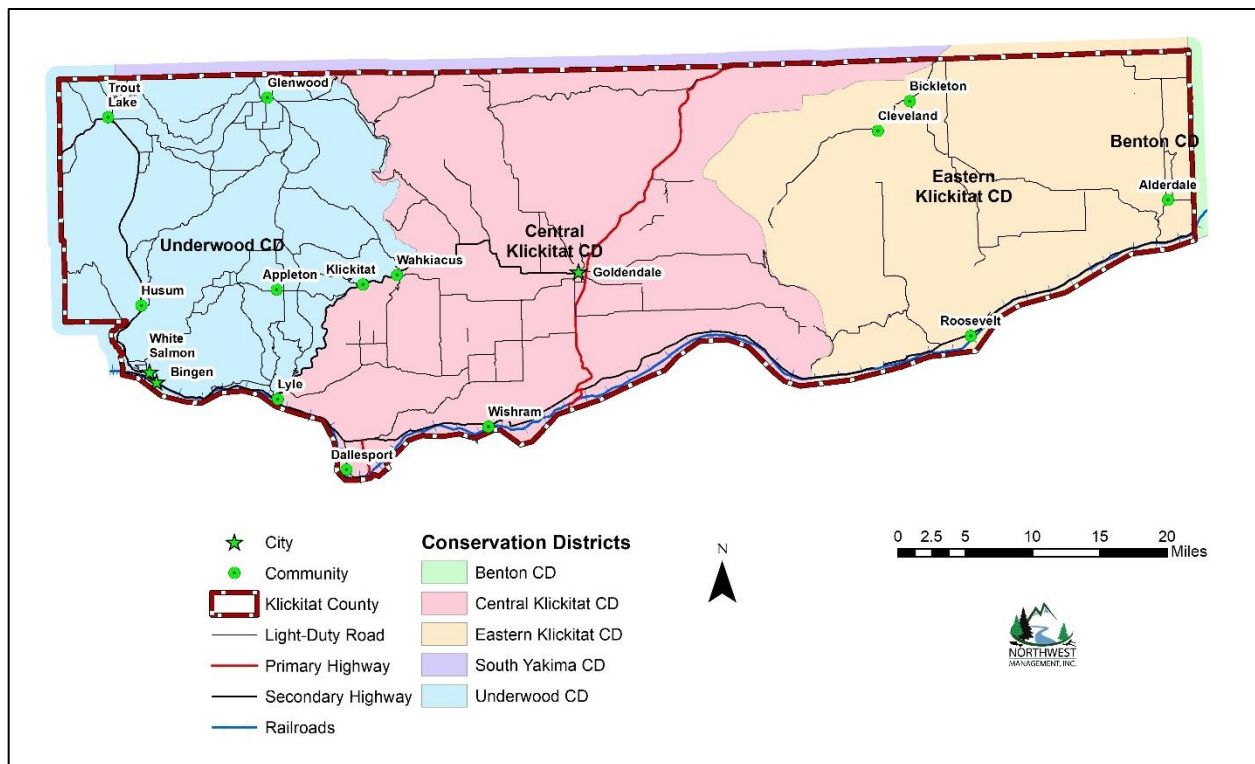 Trout
Lake
Glenwood
Bickleton
Cleveland
Benton CD
Eastern
Klickitat CD
Alderdale
Underwood CD
Central
Klickitat CD
Wahkiacus
Klickitat
Appleton
Goldendale
Husum
Roosevelt
White
Salmon
Bingen
Lyle
Wishram
Dallesport
City
Community
Klickitat County
Light-Duty Road
Primary Highway
Secondary Highway
Railroads
Conservation Districts
Benton CD
Central Klickitat CD
Eastern Klickitat CD
South Yakima CD
Underwood CD
N
0 2.5 5 10 15 20
Miles
NORTHWEST
MANAGEMENT, INC.